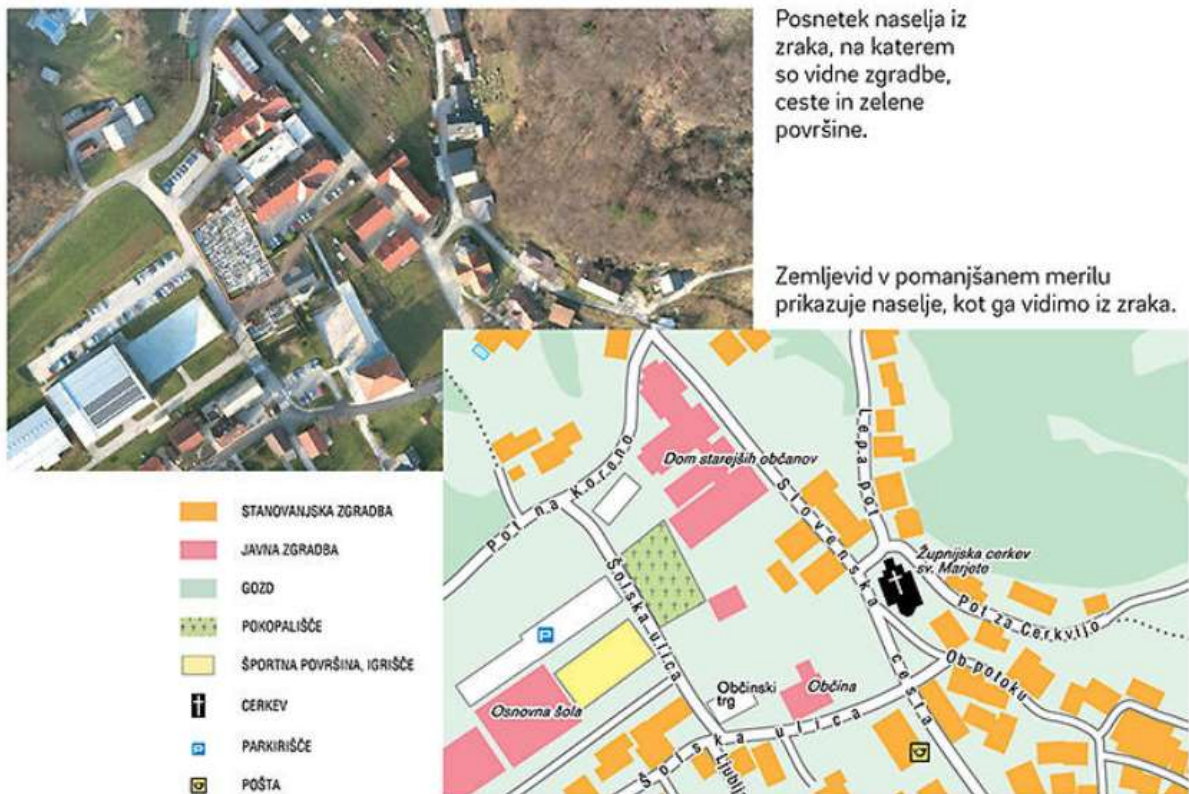 Posnetek naselja iz
zraka, na katerem
so vidne zgradbe,
ceste in zelene
površine.
Zemljevid v pomanjšanem merilu
prikazuje naselje, kot ga vidimo iz zraka.
STANOVANJSKA ZGRADBA
JAVNA ZGRADBA
GOZD
POKOPALIŠČE
ŠPORTNA POVRŠINA, IGRIŠČE
CERKEV
P PARKIRIŠČE
POŠTA
Pot na Korono
Dom starejših občanov
Slovenska cesta
Lepa pot
Župnijska cerkev
sv. Marjete
Pot za Cerkvijo
Ob potoku
Šolska ulica
P
Osnovna šola
Občinski
trg
Občina
Šolska ulica